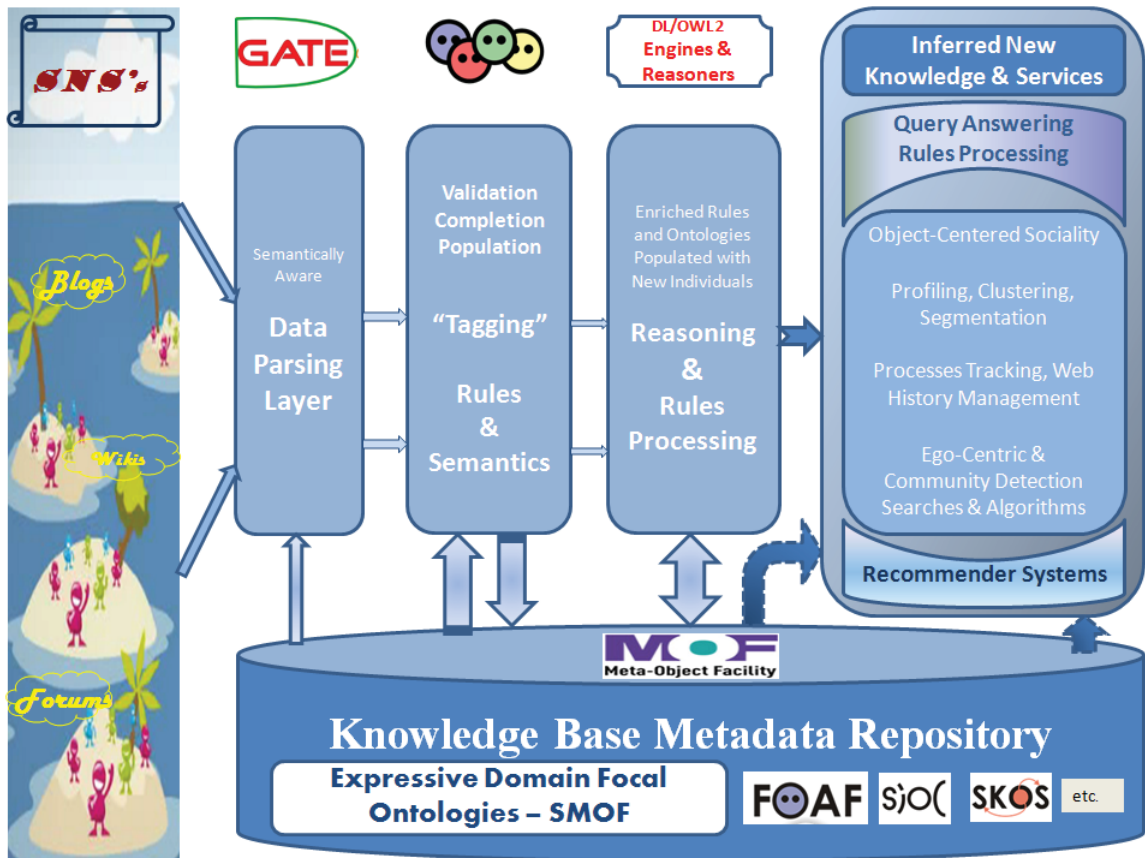 SNS's
Blogs
Wikis
Forums
GATE
DL/OWL2
Engines &
Reasoners
Semantically
Aware
Data
Parsing
Layer
Validation
Completion
Population
“Tagging”
Rules
&
Semantics
Enriched Rules
and Ontologies
Populated with
New Individuals
Reasoning
&
Rules
Processing
Inferred New
Knowledge & Services
Query Answering
Rules Processing
Object-Centered Sociality
Profiling, Clustering,
Segmentation
Processes Tracking, Web
History Management
Ego-Centric &
Community Detection
Searches & Algorithms
Recommender Systems
MOF
Meta-Object Facility
Knowledge Base Metadata Repository
Expressive Domain Focal
Ontologies – SMOF
FOAF
SIOC
SKOS
etc.